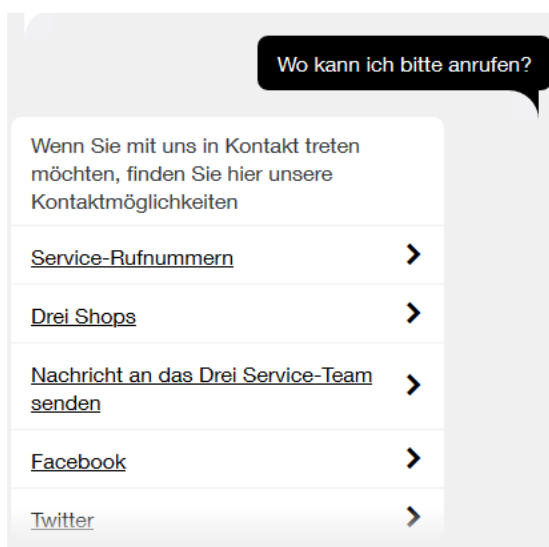 Wo kann ich bitte anrufen?
Wenn Sie mit uns in Kontakt treten
möchten, finden Sie hier unsere
Kontaktmöglichkeiten
Service-Rufnummern
Drei Shops
Nachricht an das Drei Service-Team
senden
Facebook
Twitter